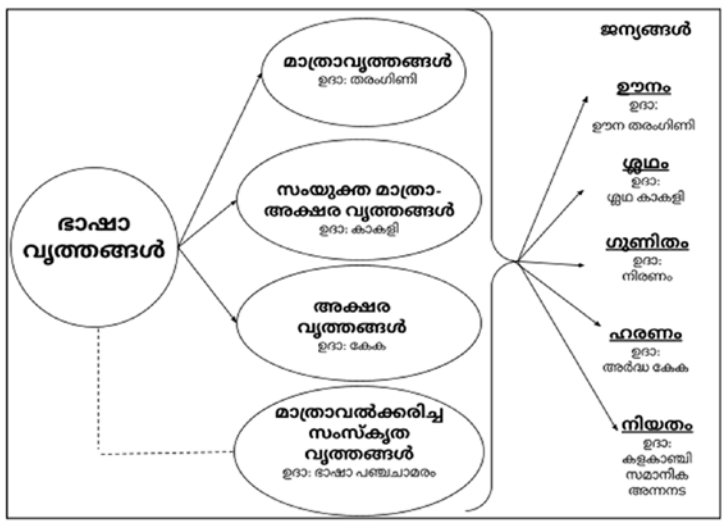 ഭാഷാ
വൃത്തങ്ങൾ
മാത്രാവൃത്തങ്ങൾ
ഉദാ: തരംഗിണി
സംയുക്ത മാത്രാ-
അക്ഷര വൃത്തങ്ങൾ
ഉദാ: കാകളി
അക്ഷര
വൃത്തങ്ങൾ
ഉദാ: കേക
മാത്രാവൽക്കരിച്ച
സംസ്കൃത
വൃത്തങ്ങൾ
ഉദാ: ഭാഷാ പഞ്ചചാമരം
ജന്യങ്ങൾ
ഊനം
ഉദാ:
ഊന തരംഗിണി
ശ്ലഥം
ഉദാ:
ശ്ലഥ കാകളി
ഗുണിതം
ഉദാ:
നിരണം
ഹരണം
ഉദാ:
അർദ്ധ കേക
നിയതം
ഉദാ:
കളകാഞ്ചി
സമാനിക
അന്നനട